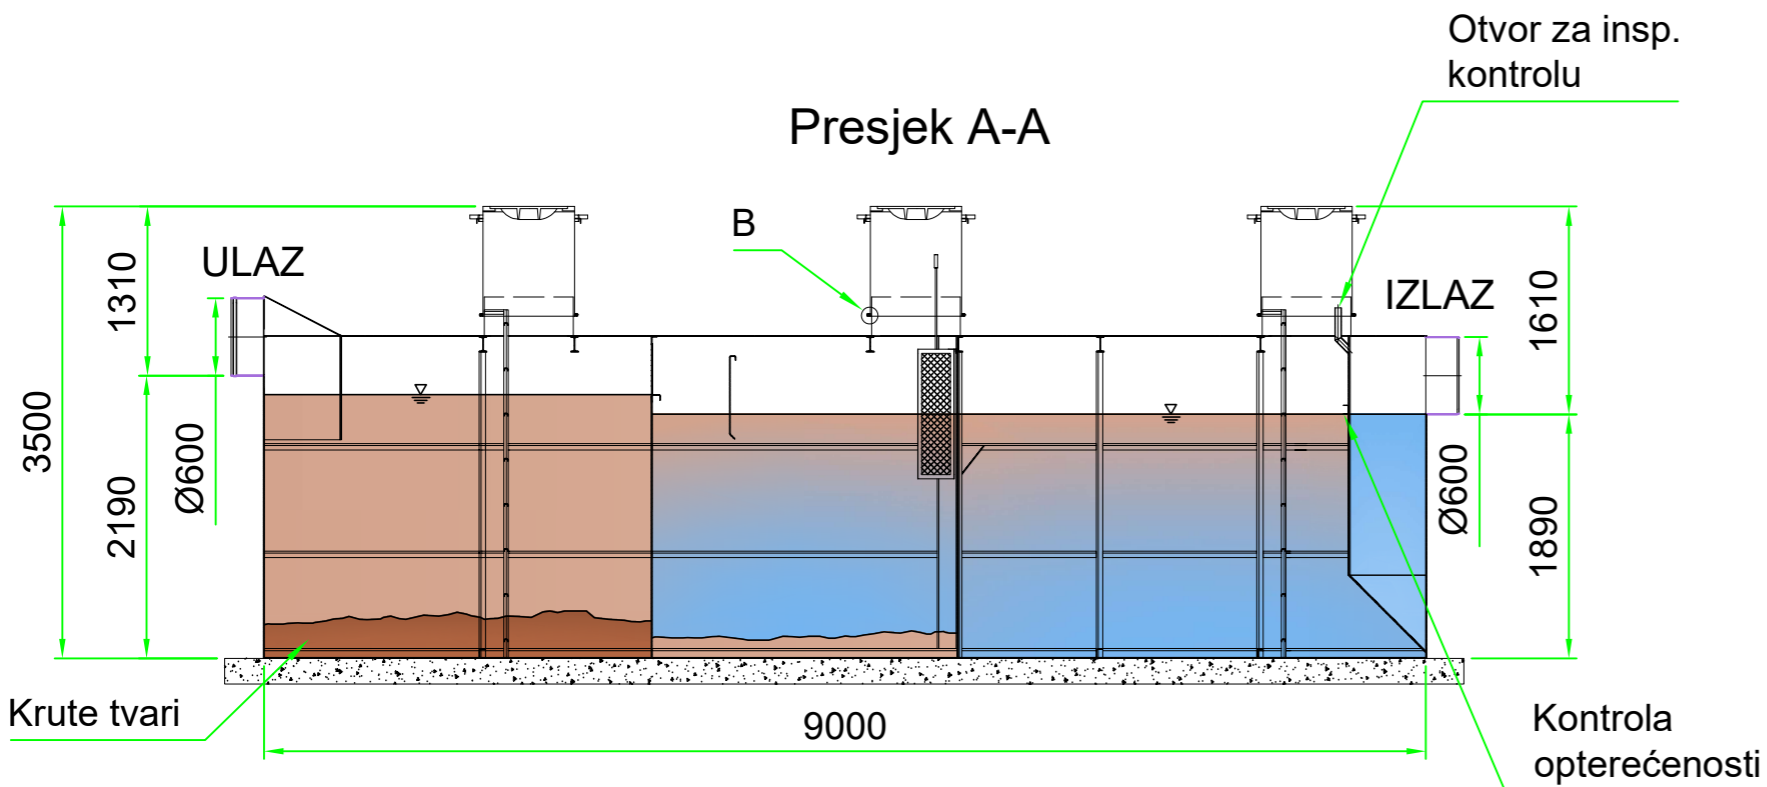 Otvor za insp.
kontrolu
Presjek A-A
B
ULAZ
IZLAZ
1310
3500
2190
Ø600
1610
Ø600
1890
Krute tvari
9000
Kontrola
opterećenosti